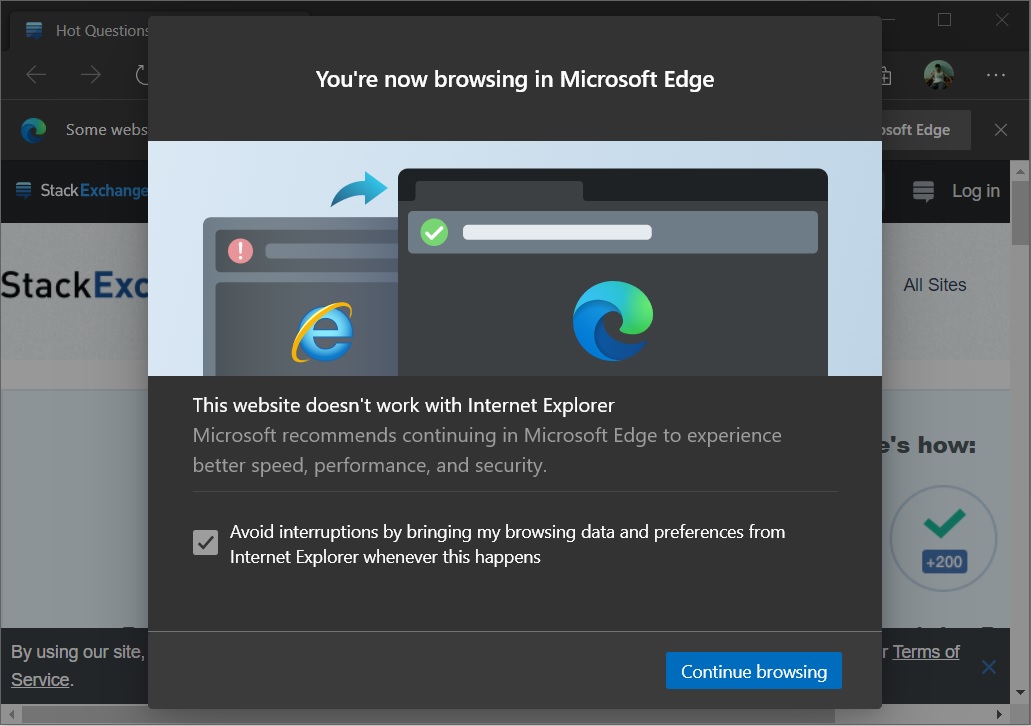 Hot Questions
You're now browsing in Microsoft Edge
Some webs
osoft Edge
StackExchange
Log in
StackExc
All Sites
This website doesn't work with Internet Explorer
Microsoft recommends continuing in Microsoft Edge to experience
better speed, performance, and security.
e's how:
Avoid interruptions by bringing my browsing data and preferences from
Internet Explorer whenever this happens
+200
By using our site,
r Terms of
Service.
Continue browsing